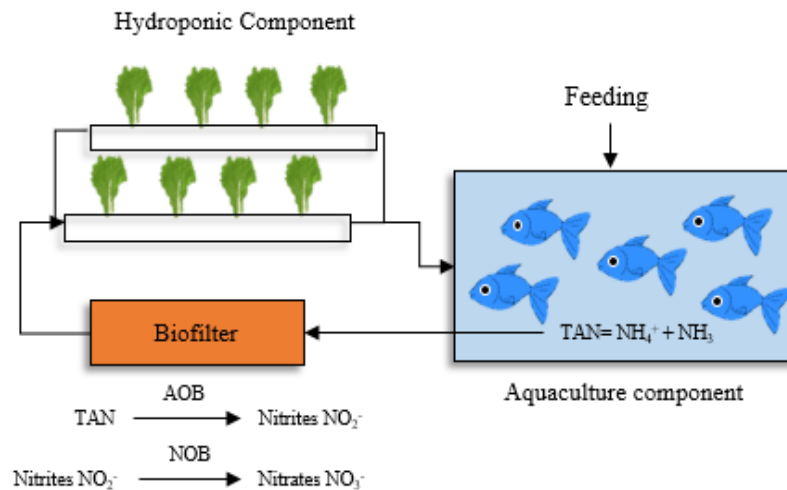 Hydroponic Component
Feeding
Biofilter
TAN= NH₄⁺ + NH₃
Aquaculture component
AOB
TAN Nitrites NO₂⁻
NOB
Nitrites NO₂⁻ Nitrates NO₃⁻